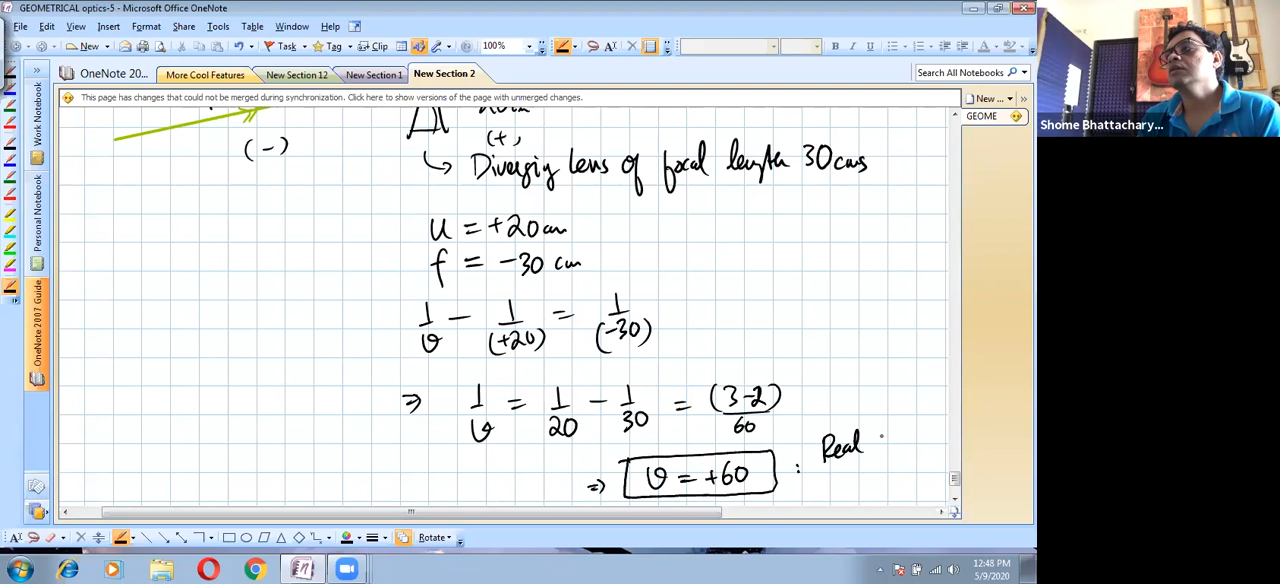 GEOMETRICAL optics-5 - Microsoft Office OneNote
File Edit View Insert Format Share Tools Table Window Help
New Task Tag Clip 100%
OneNote 20... More Cool Features New Section 12 New Section 1 New Section 2 Search All Notebooks
This page has changes that could not be merged during synchronization. Click here to show versions of the page with unmerged changes.
New ...
GEOME
Work Notebook
Personal Notebook
OneNote 2007 Guide
Shome Bhattachary...
(-)
(+)
↳ Divergiy lens of focal length 30cms
u = +20cm
f = -30 cm
1/v - 1/(+20) = 1/(-30)
⇒ 1/v = 1/20 - 1/30 = (3-2)/60
⇒ v = +60 : Real
Rotate
12:48 PM
5/9/2020